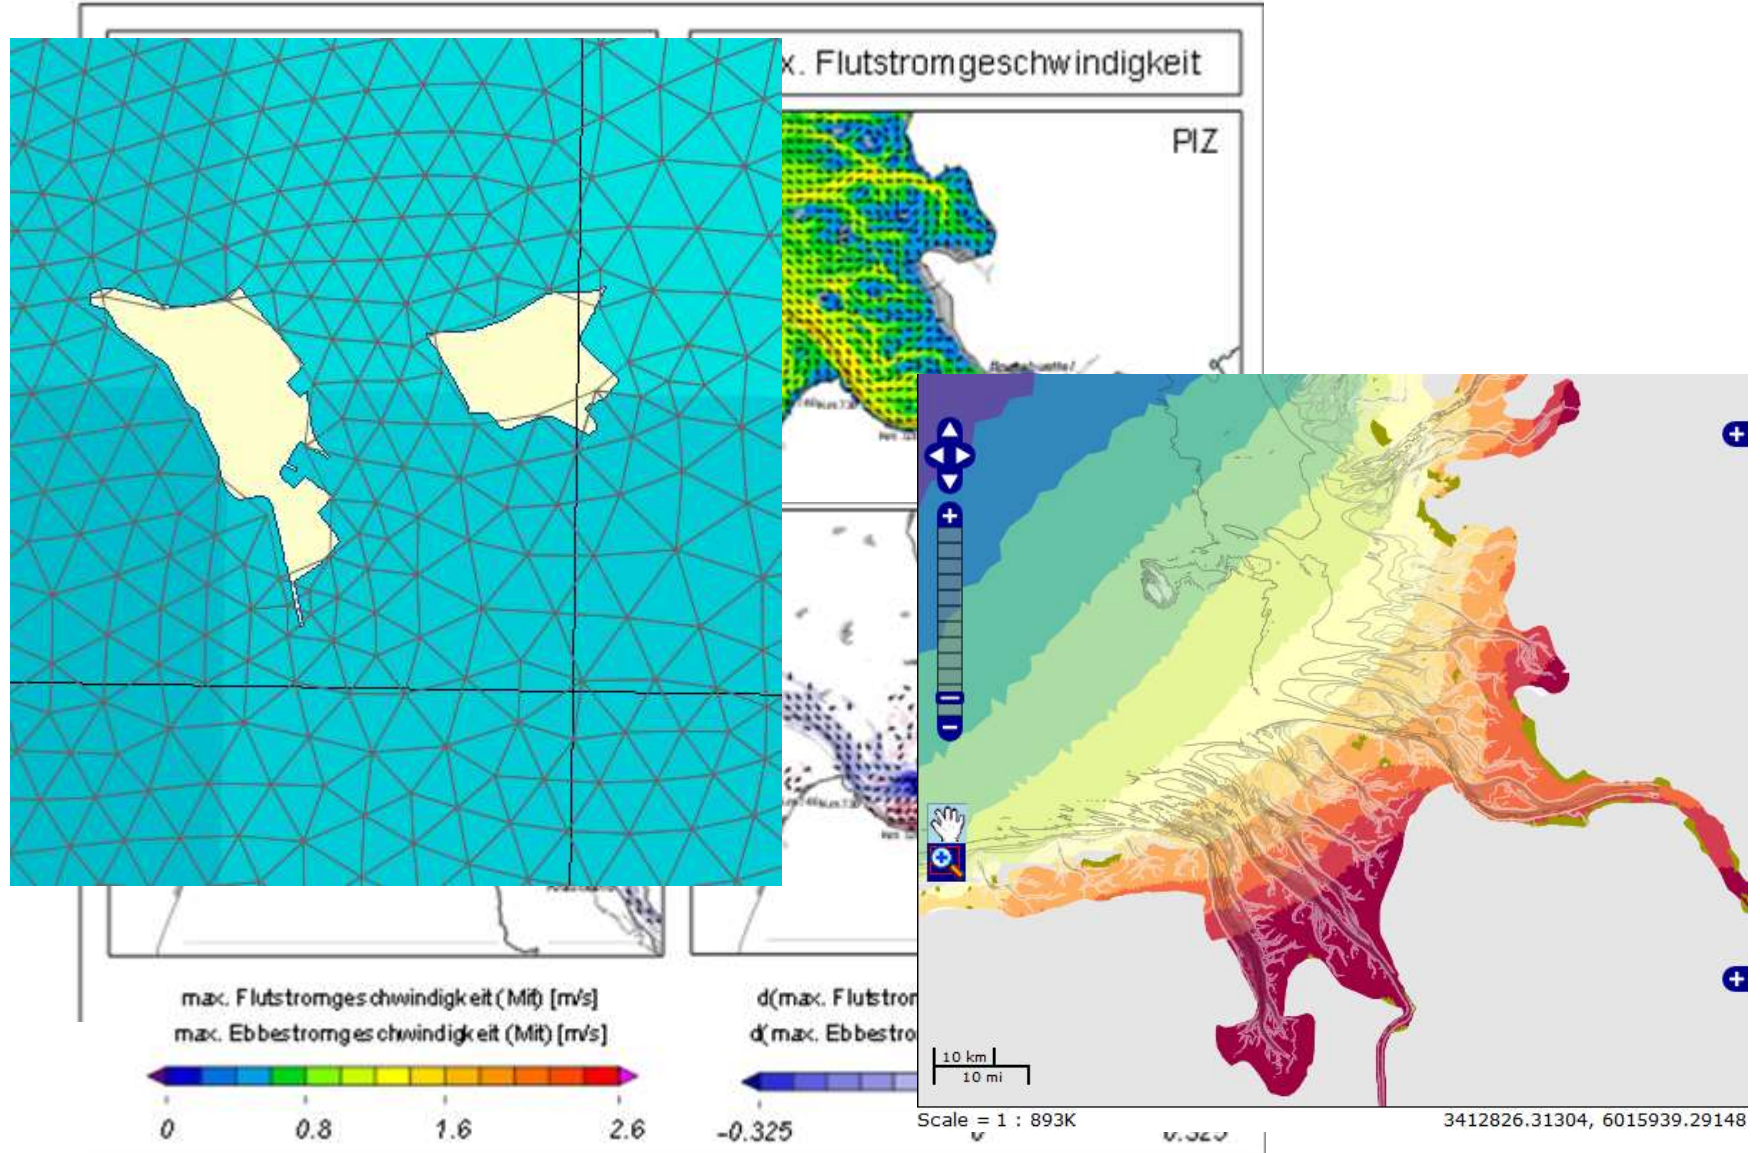 x. Flutstromgeschwindigkeit
PIZ
max. Flutstromgeschwindigkeit (Mit) [m/s]
max. Ebbestromgeschwindigkeit (Mit) [m/s]
0
0.8
1.6
2.6
d(max. Flutstron
d(max. Ebbestro
-0.325
10 km
10 mi
Scale = 1 : 893K
3412826.31304, 6015939.29148